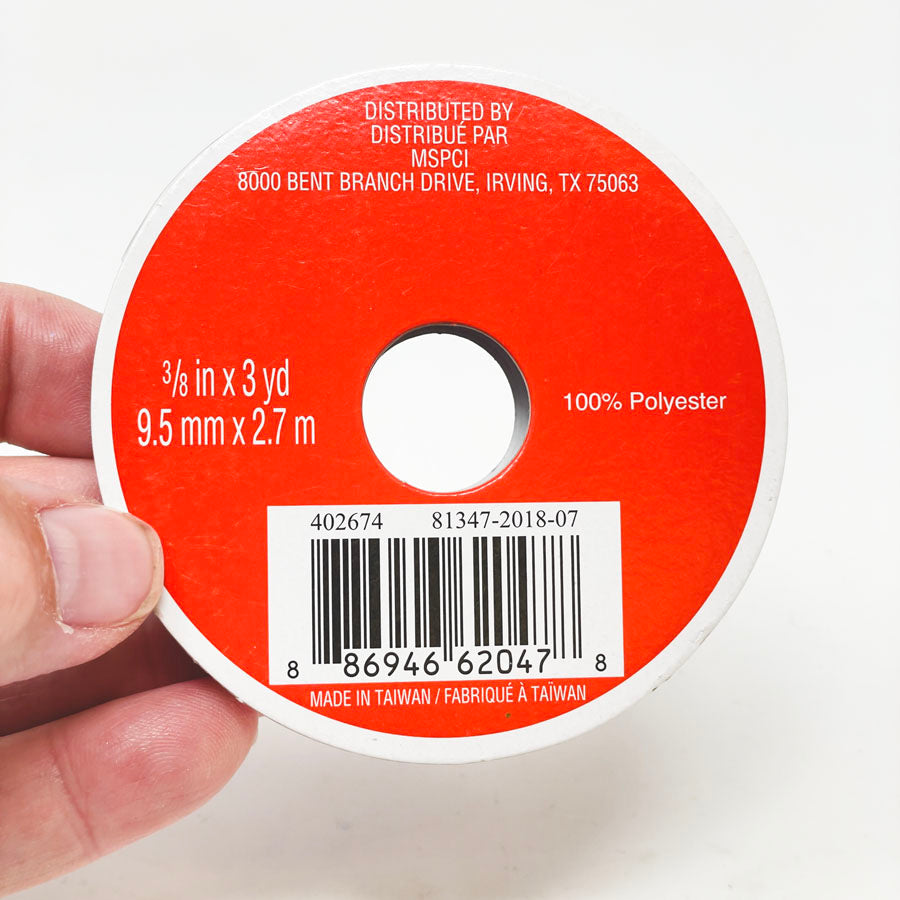 DISTRIBUTED BY
DISTRIBUÉ PAR
MSPCI
8000 BENT BRANCH DRIVE, IRVING, TX 75063
3/8 in x 3 yd
9.5 mm x 2.7 m
100% Polyester
402674 81347-2018-07
8 86946 62047 8
MADE IN TAIWAN / FABRIQUÉ À TAÏWAN